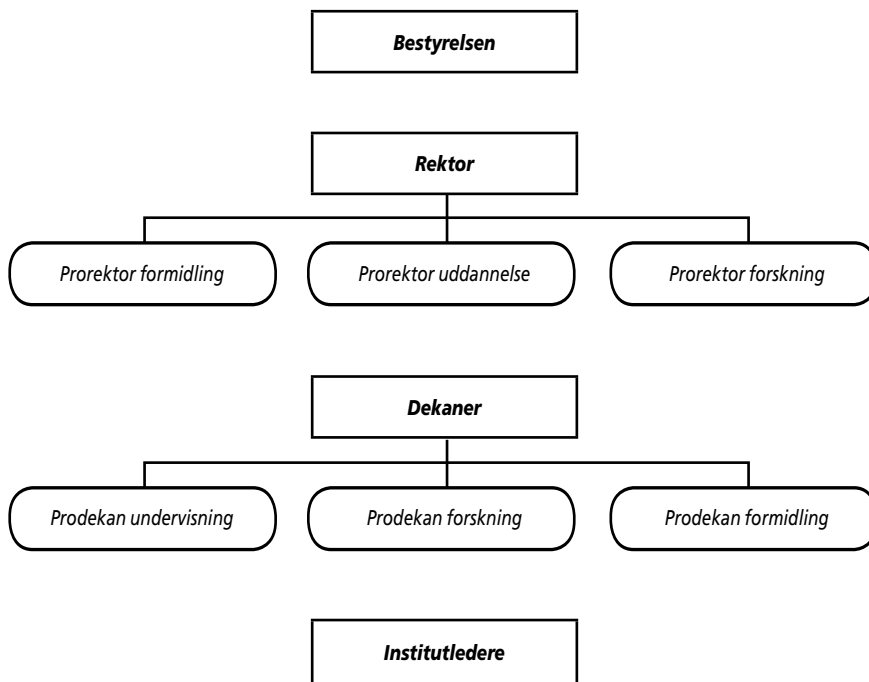 Bestyrelsen
Rektor
Prorektor formidling
Prorektor uddannelse
Prorektor forskning
Dekaner
Prodekan undervisning
Prodekan forskning
Prodekan formidling
Institutledere